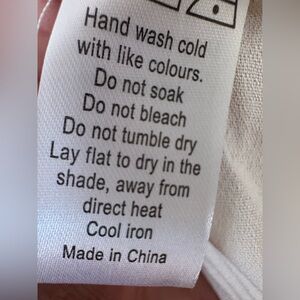 Hand wash cold
with like colours.
Do not soak
Do not bleach
Do not tumble dry
Lay flat to dry in the
shade, away from
direct heat
Cool iron
Made in China